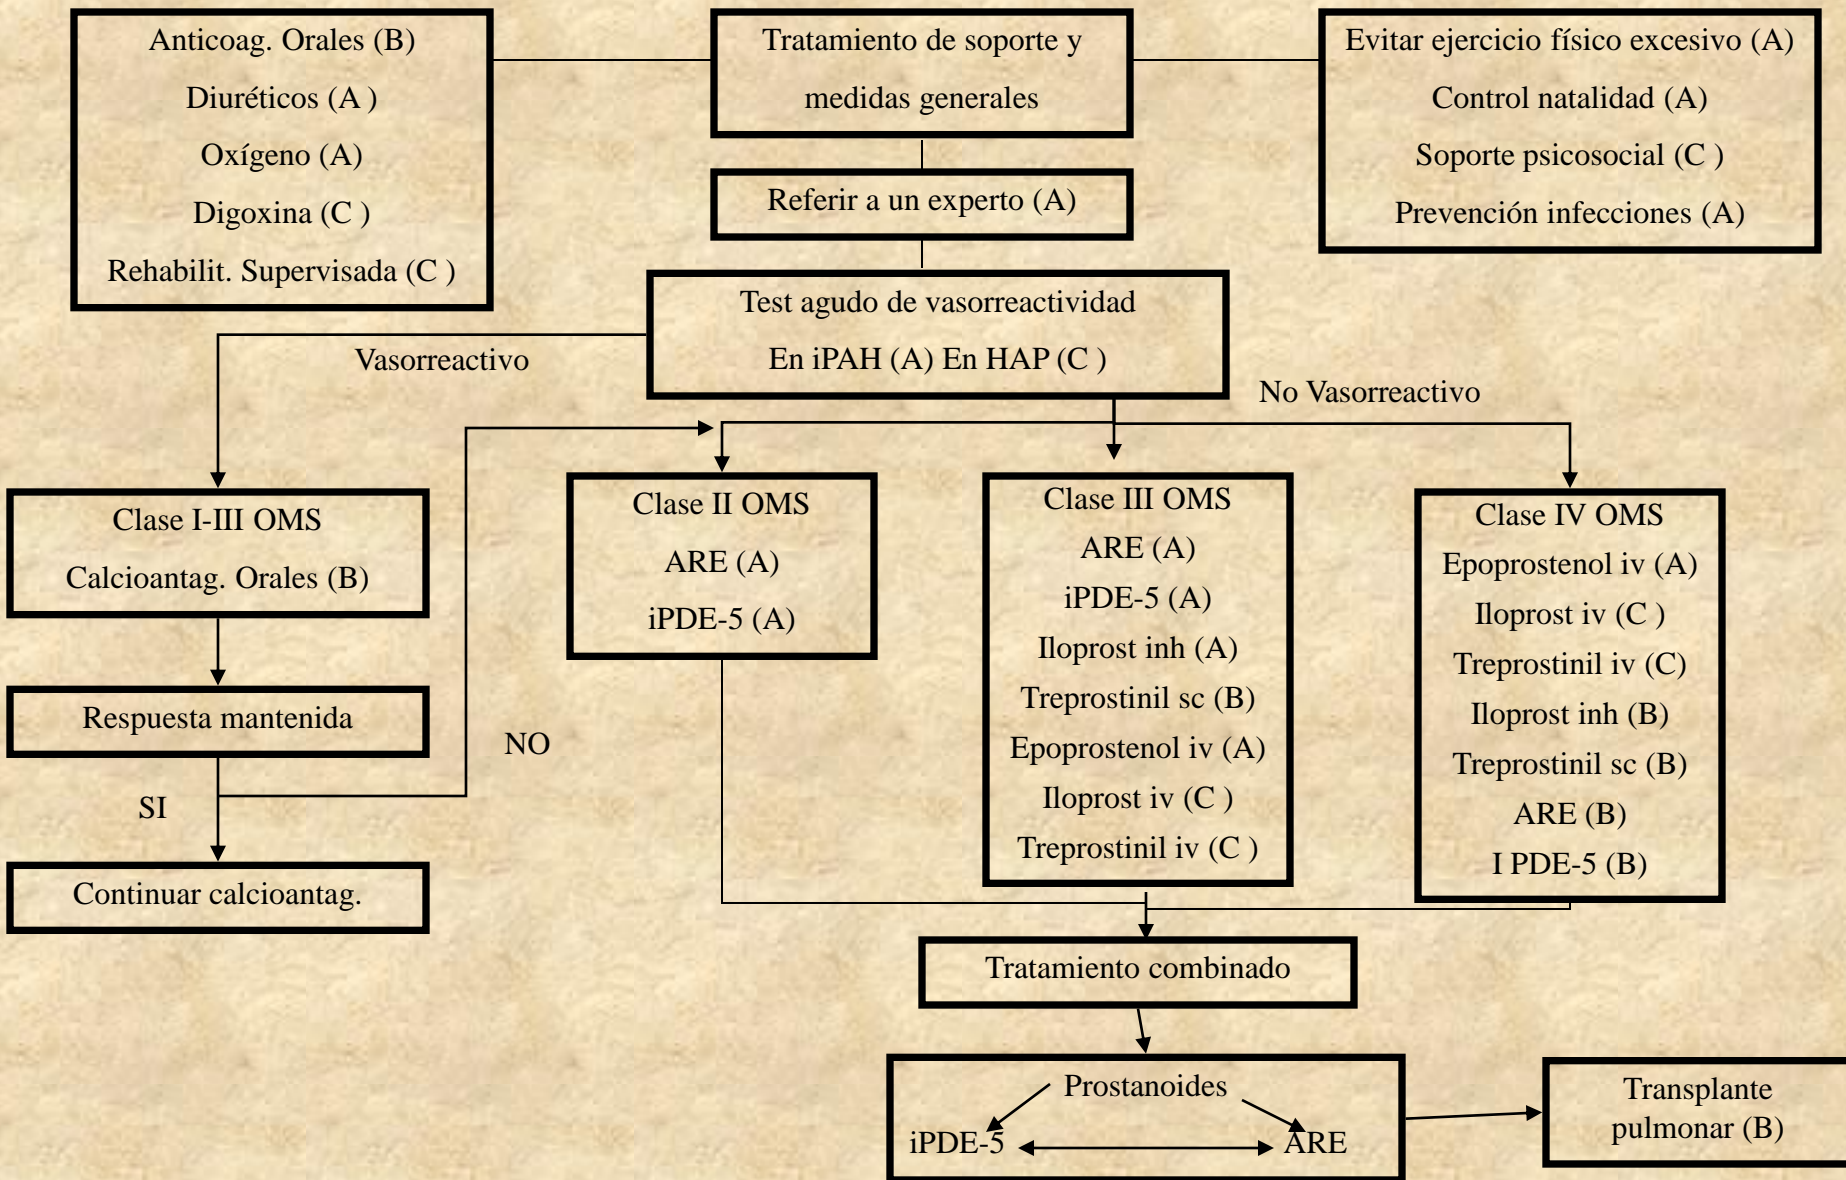 Anticoag. Orales (B)
Diuréticos (A )
Oxígeno (A)
Digoxina (C )
Rehabilit. Supervisada (C )
Tratamiento de soporte y
medidas generales
Evitar ejercicio físico excesivo (A)
Control natalidad (A)
Soporte psicosocial (C )
Prevención infecciones (A)
Referir a un experto (A)
Test agudo de vasorreactividad
En iPAH (A) En HAP (C )
Vasorreactivo
No Vasorreactivo
Clase I-III OMS
Calcioantag. Orales (B)
Respuesta mantenida
NO
SI
Continuar calcioantag.
Clase II OMS
ARE (A)
iPDE-5 (A)
Clase III OMS
ARE (A)
iPDE-5 (A)
Iloprost inh (A)
Treprostinil sc (B)
Epoprostenol iv (A)
Iloprost iv (C )
Treprostinil iv (C )
Clase IV OMS
Epoprostenol iv (A)
Iloprost iv (C )
Treprostinil iv (C)
Iloprost inh (B)
Treprostinil sc (B)
ARE (B)
I PDE-5 (B)
Tratamiento combinado
Prostanoides
iPDE-5
ARE
Transplante
pulmonar (B)